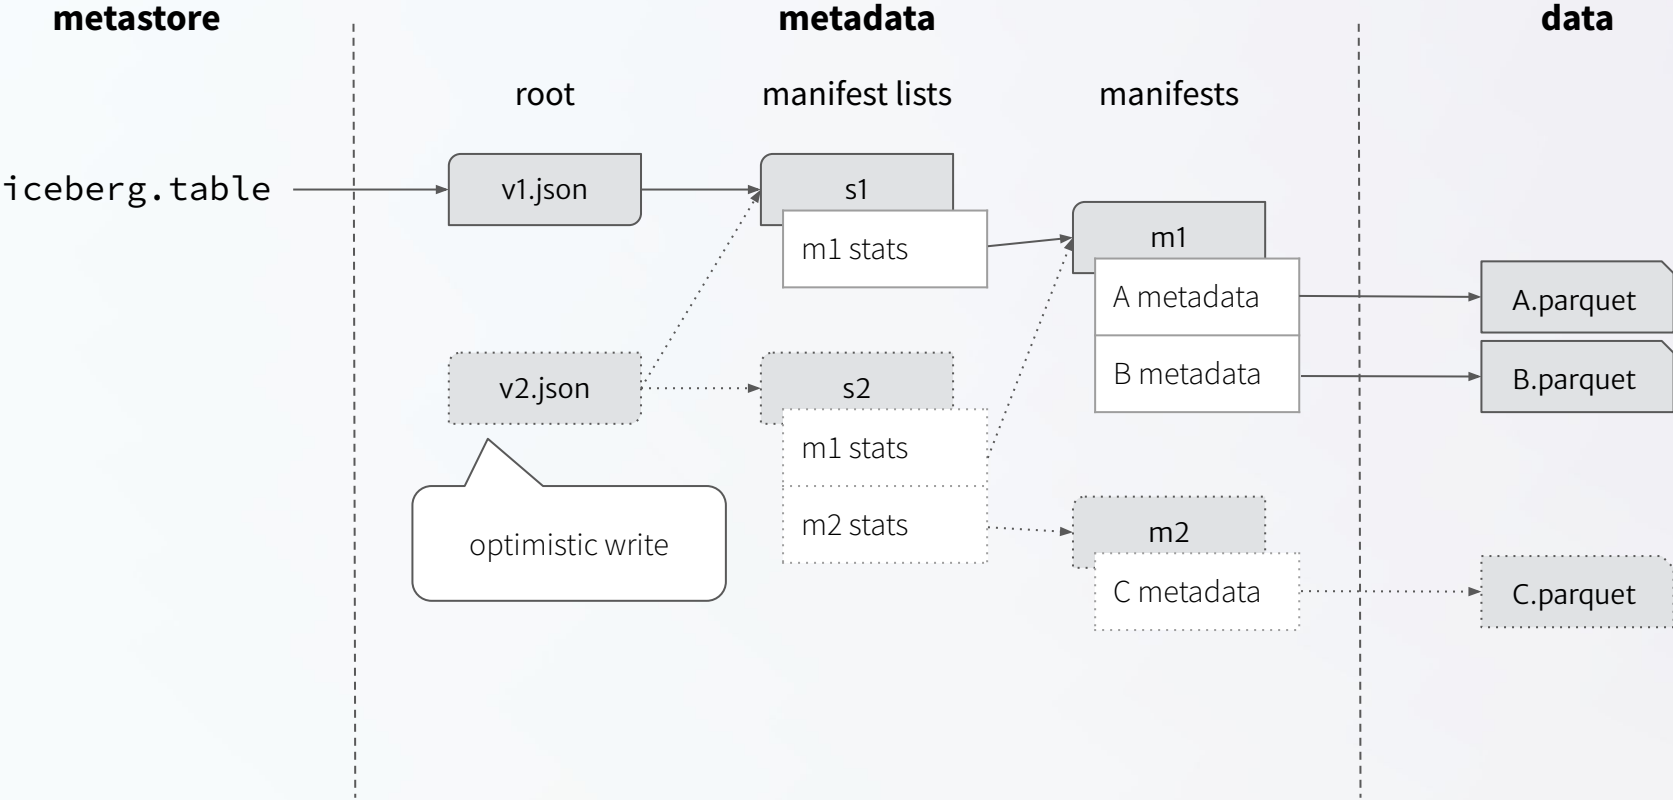 metastore
metadata
data
root
manifest lists
manifests
iceberg.table
v1.json
s1
m1 stats
m1
A metadata
A.parquet
B metadata
B.parquet
v2.json
s2
m1 stats
m2 stats
m2
C metadata
C.parquet
optimistic write